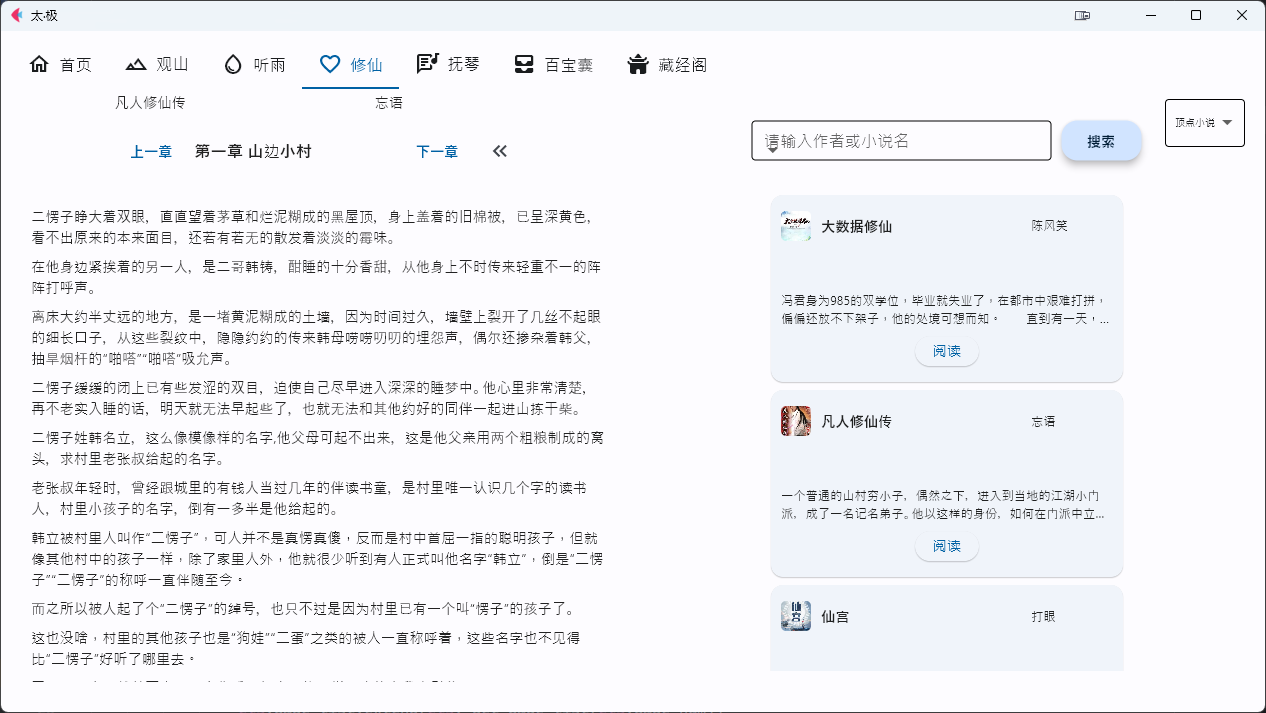 太极
首页 观山 听雨 修仙 抚琴 百宝囊 藏经阁
凡人修仙传 忘语
上一章 第一章 山边小村 下一章
二愣子睁大着双眼，直直望着茅草和烂泥糊成的黑屋顶，身上盖着的旧棉被，已呈深黄色，
看不出原来的本来面目，还若有若无的散发着淡淡的霉味。
在他身边紧挨着的另一人，是二哥韩铸，酣睡的十分香甜，从他身上不时传来轻重不一的阵
阵打呼声。
离床大约半丈远的地方，是一堵黄泥糊成的土墙，因为时间过久，墙壁上裂开了几丝不起眼
的细长口子，从这些裂纹中，隐隐约约的传来韩母唠唠叨叨的埋怨声，偶尔还掺杂着韩父，
抽旱烟杆的“啪嗒”“啪嗒”吸允声。
二愣子缓缓的闭上已有些发涩的双目，迫使自己尽早进入深深的睡梦中。他心里非常清楚，
再不老实入睡的话，明天就无法早起些了，也就无法和其他约好的同伴一起进山拣干柴。
二愣子姓韩名立，这么像模像样的名字,他父母可起不出来，这是他父亲用两个粗粮制成的窝
头，求村里老张叔给起的名字。
老张叔年轻时，曾经跟城里的有钱人当过几年的伴读书童，是村里唯一认识几个字的读书
人，村里小孩子的名字，倒有一多半是他给起的。
韩立被村里人叫作“二愣子”，可人并不是真愣真傻，反而是村中首屈一指的聪明孩子，但就
像其他村中的孩子一样，除了家里人外，他就很少听到有人正式叫他名字“韩立”，倒是“二愣
子”“二愣子”的称呼一直伴随至今。
而之所以被人起了个“二愣子”的绰号，也只不过是因为村里已有一个叫“愣子”的孩子了。
这也没啥，村里的其他孩子也是“狗娃”“二蛋”之类的被人一直称呼着，这些名字也不见得
比“二愣子”好听了哪里去。
请输入作者或小说名 搜索 顶点小说
大数据修仙 陈风笑
冯君身为985的双学位，毕业就失业了，在都市中艰难打拼，
偏偏还放不下架子，他的处境可想而知。 直到有一天，...
阅读
凡人修仙传 忘语
一个普通的山村穷小子，偶然之下，进入到当地的江湖小门
派，成了一名记名弟子。他以这样的身份，如何在门派中立...
阅读
仙宫 打眼